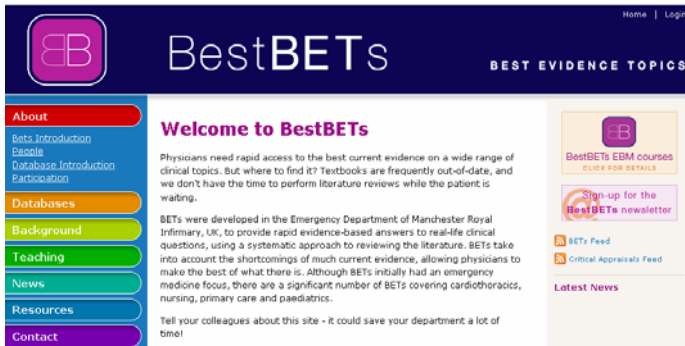 Home | Login
BB
BestBETs
BEST EVIDENCE TOPICS
About
Bets Introduction
People
Database Introduction
Participation
Databases
Background
Teaching
News
Resources
Contact
Welcome to BestBETs
Physicians need rapid access to the best current evidence on a wide range of
clinical topics. But where to find it? Textbooks are frequently out-of-date, and
we don't have the time to perform literature reviews while the patient is
waiting.
BETs were developed in the Emergency Department of Manchester Royal
Infirmary, UK, to provide rapid evidence-based answers to real-life clinical
questions, using a systematic approach to reviewing the literature. BETs take
into account the shortcomings of much current evidence, allowing physicians to
make the best of what there is. Although BETs initially had an emergency
medicine focus, there are a significant number of BETs covering cardiothoracics,
nursing, primary care and paediatrics.
Tell your colleagues about this site - it could save your department a lot of
time!
BB
BestBETs EBM courses
CLICK FOR DETAILS
@
Sign-up for the
BestBETs newsletter
BETs Feed
Critical Appraisals Feed
Latest News